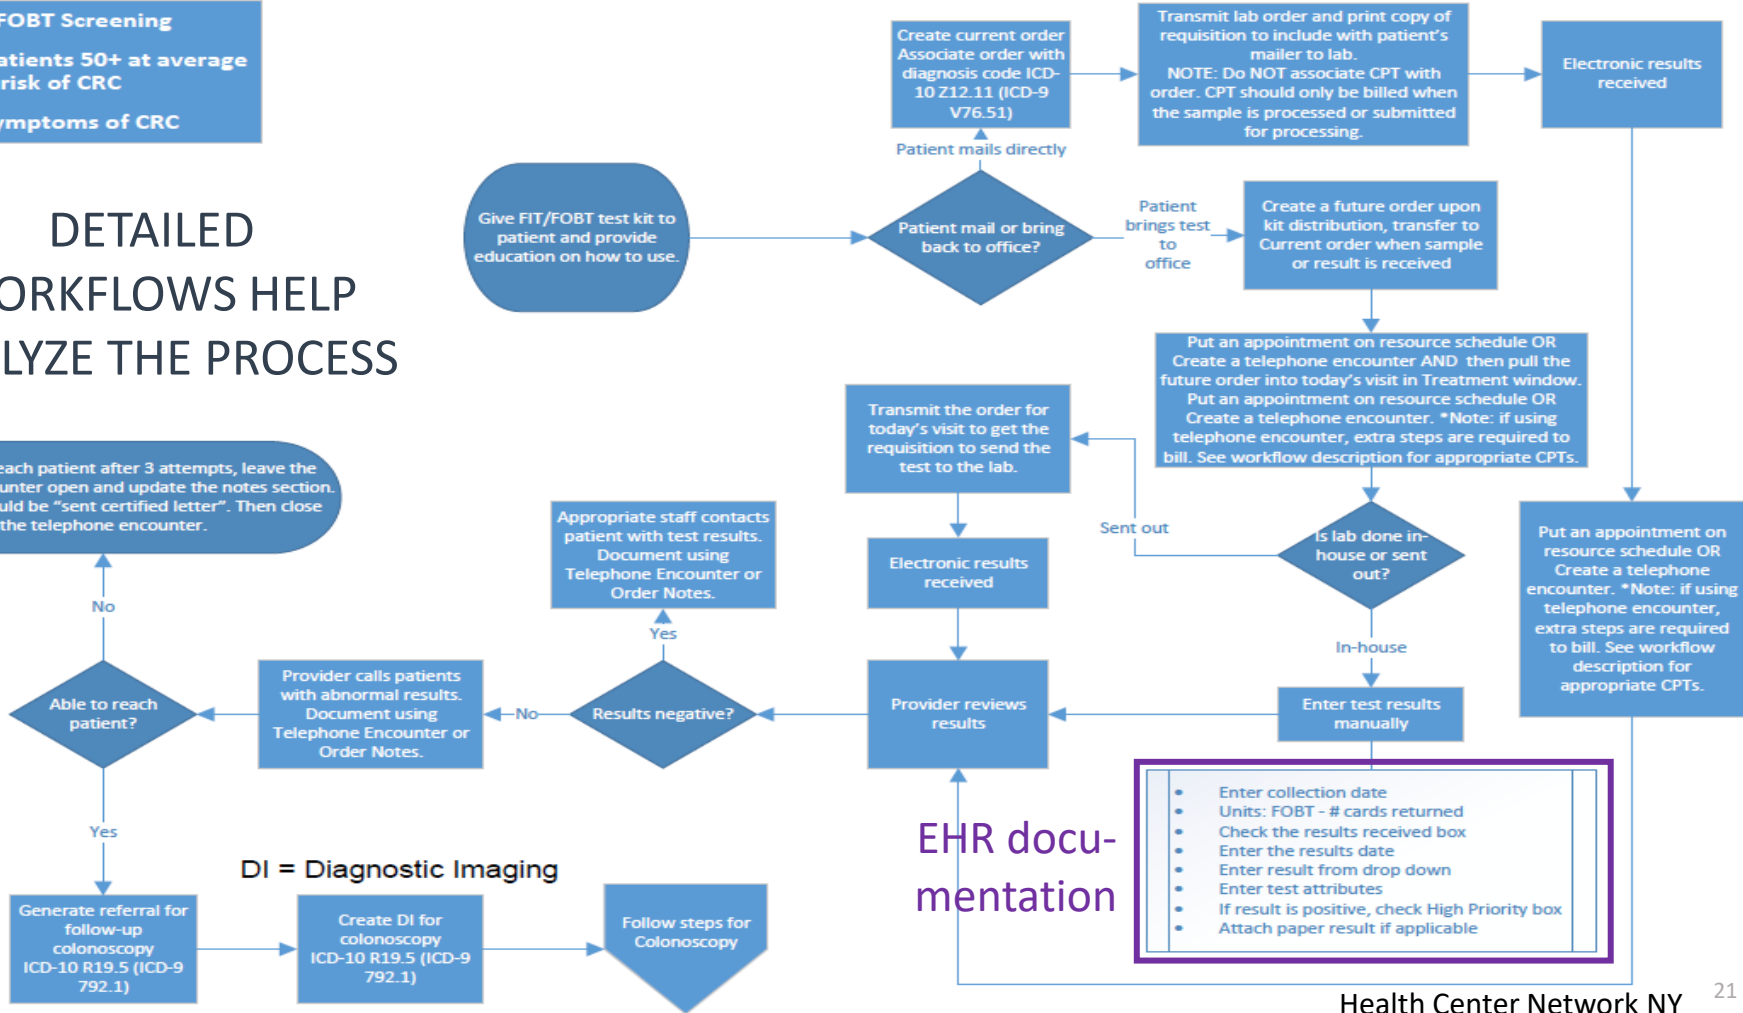 FOBT Screening
atients 50+ at average
risk of CRC
ymptoms of CRC
DETAILED
ORKFLOWS HELP
LYZE THE PROCESS
Give FIT/FOBT test kit to
patient and provide
education on how to use.
Patient mail or bring
back to office?
Patient mails directly
Create current order
Associate order with
diagnosis code ICD-
10 Z12.11 (ICD-9
V76.51)
Transmit lab order and print copy of
requisition to include with patient's
mailer to lab.
NOTE: Do NOT associate CPT with
order. CPT should only be billed when
the sample is processed or submitted
for processing.
Electronic results
received
Patient
brings test
to
office
Create a future order upon
kit distribution, transfer to
Current order when sample
or result is received
Put an appointment on resource schedule OR
Create a telephone encounter AND then pull the
future order into today's visit in Treatment window.
Put an appointment on resource schedule OR
Create a telephone encounter. *Note: if using
telephone encounter, extra steps are required to
bill. See workflow description for appropriate CPTs.
Is lab done in-
house or sent
out?
Sent out
Transmit the order for
today's visit to get the
requisition to send the
test to the lab.
Electronic results
received
In-house
Enter test results
manually
Put an appointment on
resource schedule OR
Create a telephone
encounter. *Note: if using
telephone encounter,
extra steps are required
to bill. See workflow
description for
appropriate CPTs.
Provider reviews
results
Results negative?
Yes
Appropriate staff contacts
patient with test results.
Document using
Telephone Encounter or
Order Notes.
No
Provider calls patients
with abnormal results.
Document using
Telephone Encounter or
Order Notes.
Able to reach
patient?
No
each patient after 3 attempts, leave the
unter open and update the notes section.
uld be "sent certified letter". Then close
the telephone encounter.
Yes
Generate referral for
follow-up
colonoscopy
ICD-10 R19.5 (ICD-9
792.1)
DI = Diagnostic Imaging
Create DI for
colonoscopy
ICD-10 R19.5 (ICD-9
792.1)
Follow steps for
Colonoscopy
EHR docu-
mentation
• Enter collection date
• Units: FOBT - # cards returned
• Check the results received box
• Enter the results date
• Enter result from drop down
• Enter test attributes
• If result is positive, check High Priority box
• Attach paper result if applicable
Health Center Network NY
21